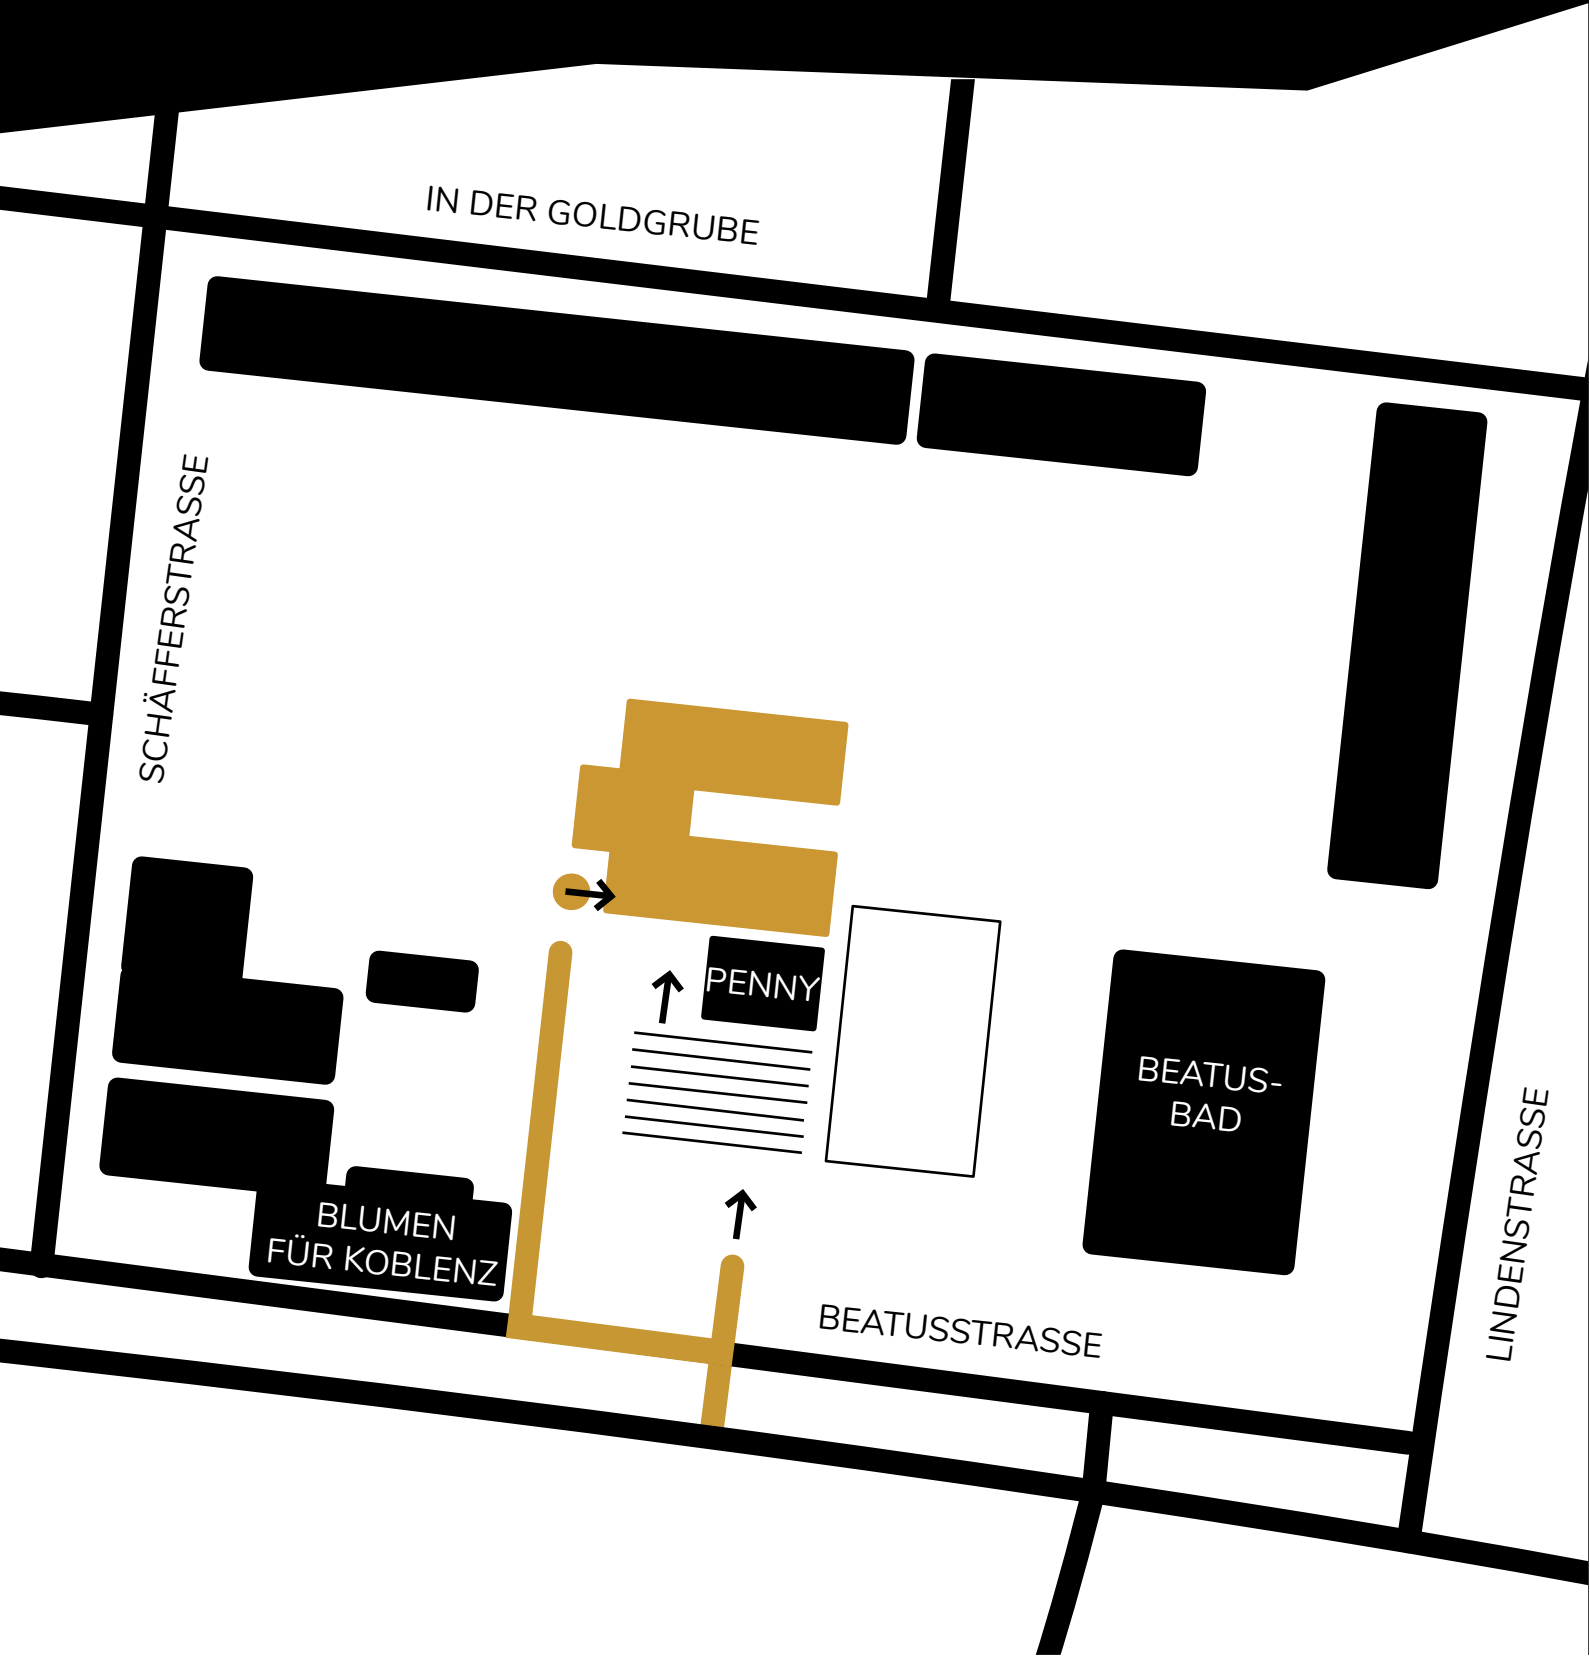 IN DER GOLDGRUBE
SCHÄFFERSTRASSE
PENNY
BEATUS-
BAD
LINDENSTRASSE
BLUMEN
FÜR KOBLENZ
BEATUSSTRASSE